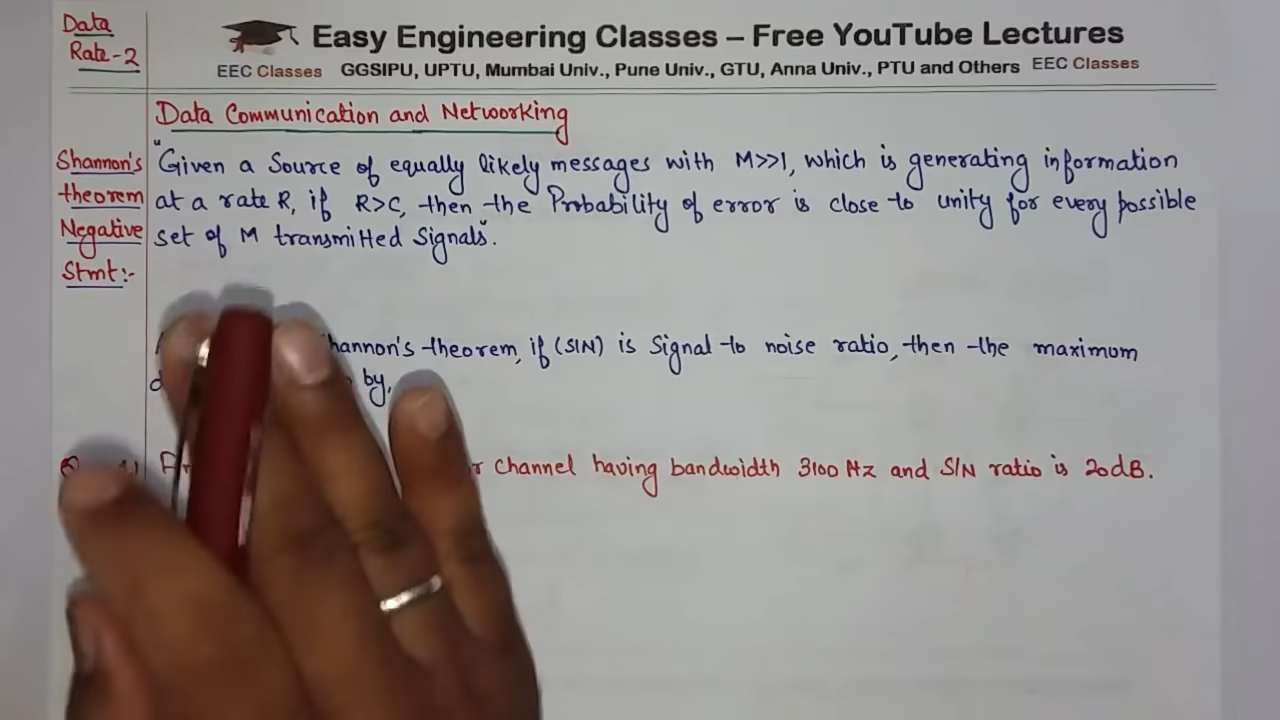 Data
Rate-2
Easy Engineering Classes – Free YouTube Lectures
EEC Classes GGSIPU, UPTU, Mumbai Univ., Pune Univ., GTU, Anna Univ., PTU and Others EEC Classes
Data Communication and Networking
Shannon's
theorem
Negative
Stmt:-
"Given a Source of equally likely messages with M>>1, which is generating information
at a rate R, if R>C, then the Probability of error is close to unity for every possible
set of M transmitted Signals".
hannon's theorem, if (S/N) is Signal to noise ratio, then the maximum
by,
channel having bandwidth 3100 Hz and S/N ratio is 20dB.